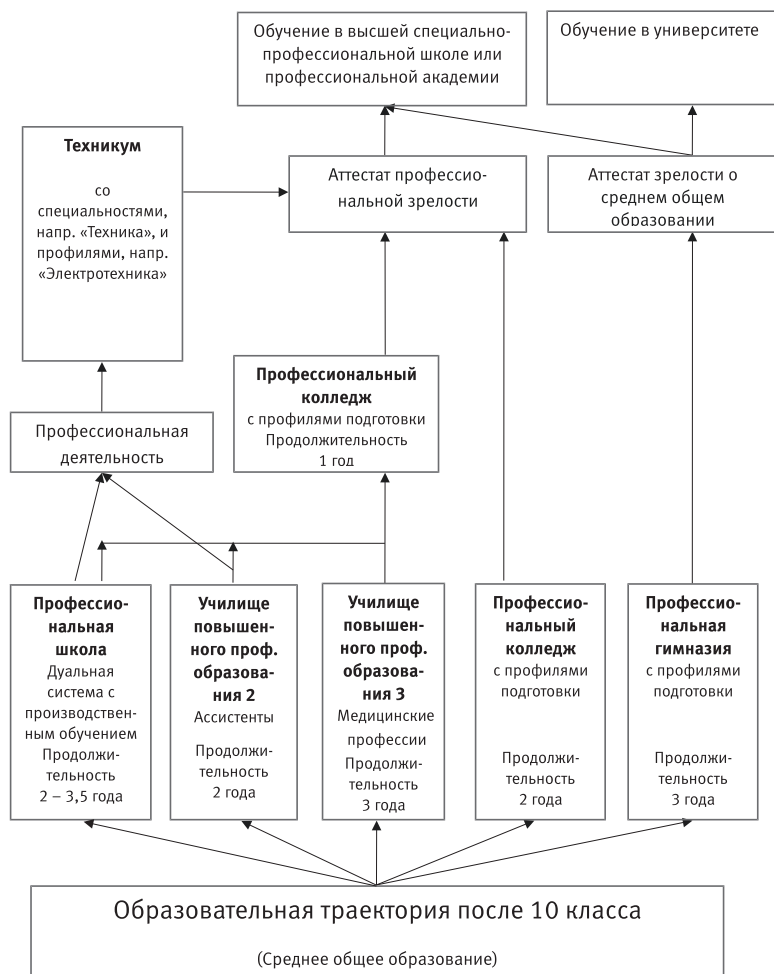 Обучение в высшей специально-
профессиональной школе или
профессиональной академии
Обучение в университете
Техникум
со
специальностями,
напр. «Техника», и
профилями, напр.
«Электротехника»
Аттестат профессио-
нальной зрелости
Аттестат зрелости о
среднем общем
образовании
Профессиональный
колледж
с профилями подготовки
Продолжительность
1 год
Профессиональная
деятельность
Профессио-
нальная
школа
Дуальная
система с
производствен-
ным обучением
Продолжи-
тельность
2 – 3,5 года
Училище
повышен-
ного проф.
образова-
ния 2
Ассистенты
Продолжи-
тельность
2 года
Училище
повышен-
ного проф.
образова-
ния 3
Медицинские
профессии
Продолжи-
тельность
3 года
Профессио-
нальный
колледж
с профилями
подготовки
Продолжи-
тельность
2 года
Профессио-
нальная
гимназия
с профилями
подготовки
Продолжи-
тельность
3 года
Образовательная траектория после 10 класса
(Среднее общее образование)